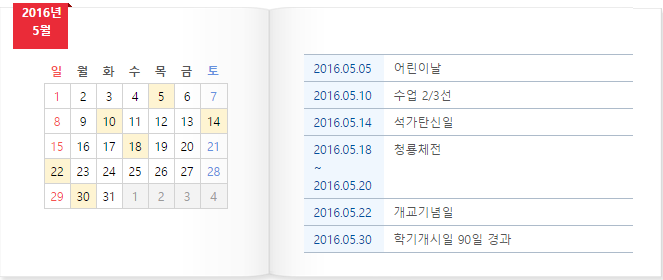 2016년
5월
일 월 화 수 목 금 토
1 2 3 4 5 6 7
8 9 10 11 12 13 14
15 16 17 18 19 20 21
22 23 24 25 26 27 28
29 30 31 1 2 3 4
2016.05.05 어린이날
2016.05.10 수업 2/3선
2016.05.14 석가탄신일
2016.05.18 청룡체전
~
2016.05.20
2016.05.22 개교기념일
2016.05.30 학기개시일 90일 경과